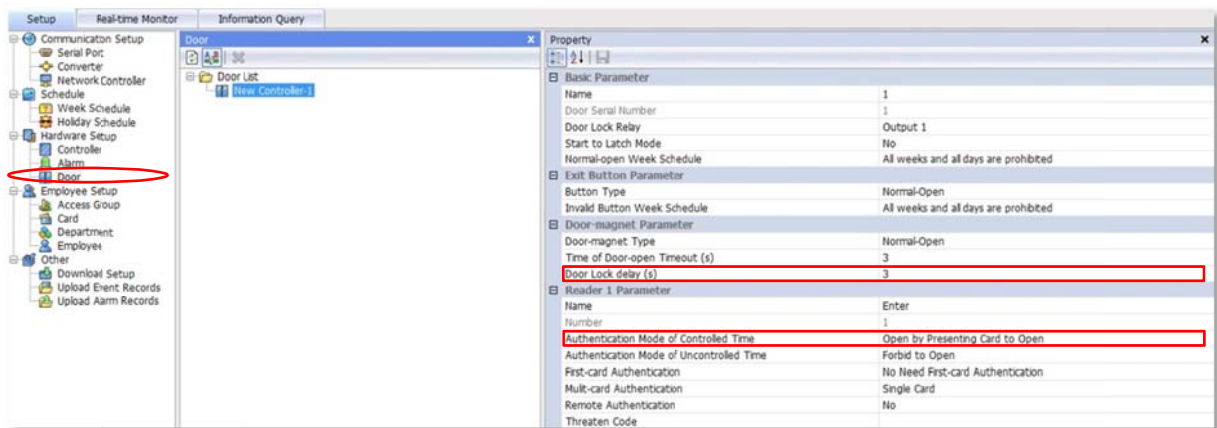 Setup
Real-time Monitor
Information Query
Communication Setup
Serial Port
Converter
Network Controller
Schedule
Week Schedule
Holiday Schedule
Hardware Setup
Controller
Alarm
Door
Employee Setup
Access Group
Card
Department
Employee
Other
Download Setup
Upload Event Records
Upload Aarm Records
Door x
Door List
New Controller-1
Property x
Basic Parameter
Name 1
Door Serial Number 1
Door Lock Relay Output 1
Start to Latch Mode No
Normal-open Week Schedule All weeks and all days are prohibited
Exit Button Parameter
Button Type Normal-Open
Invalid Button Week Schedule All weeks and all days are prohibited
Door-magnet Parameter
Door-magnet Type Normal-Open
Time of Door-open Timeout (s) 3
Door Lock delay (s) 3
Reader 1 Parameter
Name Enter
Number 1
Authentication Mode of Controlled Time Open by Presenting Card to Open
Authentication Mode of Uncontrolled Time Forbid to Open
First-card Authentication No Need First-card Authentication
Mulit-card Authentication Single Card
Remote Authentication No
Threaten Code